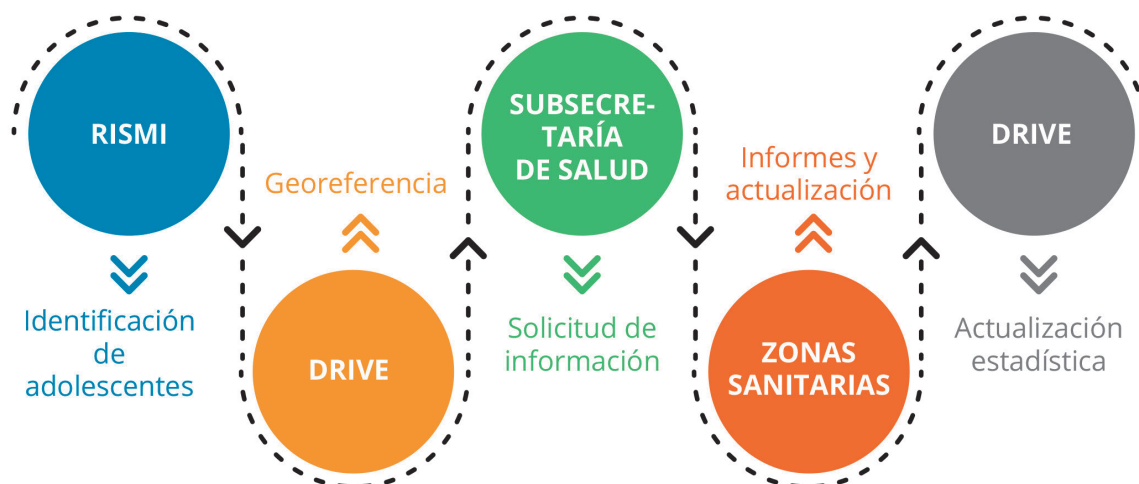 RISMI
Identificación
de
adolescentes
Georeferencia
DRIVE
SUBSECRE-
TARÍA
DE SALUD
Solicitud de
información
Informes y
actualización
ZONAS
SANITARIAS
DRIVE
Actualización
estadística